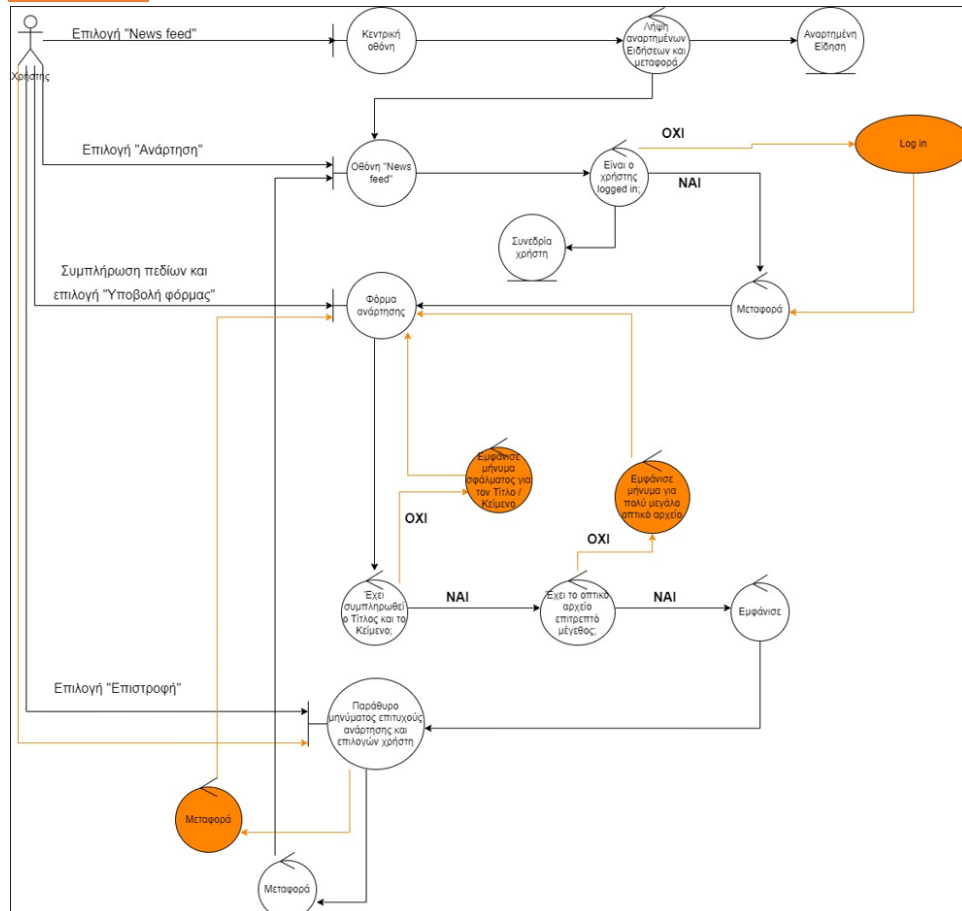 Επιλογή "News feed"
Χρήστης
Κεντρική
οθόνη
Λήψη
αναρτημένων
Ειδήσεων και
μεταφορά
Αναρτημένη
Είδηση
Επιλογή "Ανάρτηση"
Οθόνη "News
feed"
Είναι ο
χρήστης
logged in;
ΟΧΙ
ΝΑΙ
Log in
Συνεδρία
χρήστη
Συμπλήρωση πεδίων και
επιλογή "Υποβολή φόρμας"
Φόρμα
ανάρτησης
Μεταφορά
Εμφάνισε
μήνυμα
σφάλματος για
τον Τίτλο /
Κείμενο
Εμφάνισε
μήνυμα για
πολύ μεγάλο
οπτικό αρχείο
ΟΧΙ
ΟΧΙ
Έχει
συμπληρωθεί
ο Τίτλος και το
Κείμενο;
ΝΑΙ
Έχει το οπτικό
αρχείο
επιτρεπτό
μέγεθος;
ΝΑΙ
Εμφάνισε
Επιλογή "Επιστροφή"
Παράθυρο
μηνύματος επιτυχούς
ανάρτησης και
επιλογών χρήστη
Μεταφορά
Μεταφορά